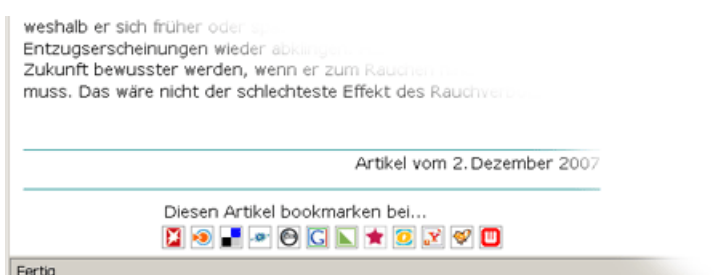 weshalb er sich früher oder
Entzugserscheinungen wieder
Zukunft bewusster werden, wenn er zum Rauchen
muss. Das wäre nicht der schlechteste Effekt des
Artikel vom 2. Dezember 2007
Diesen Artikel bookmarken bei...
Fertig